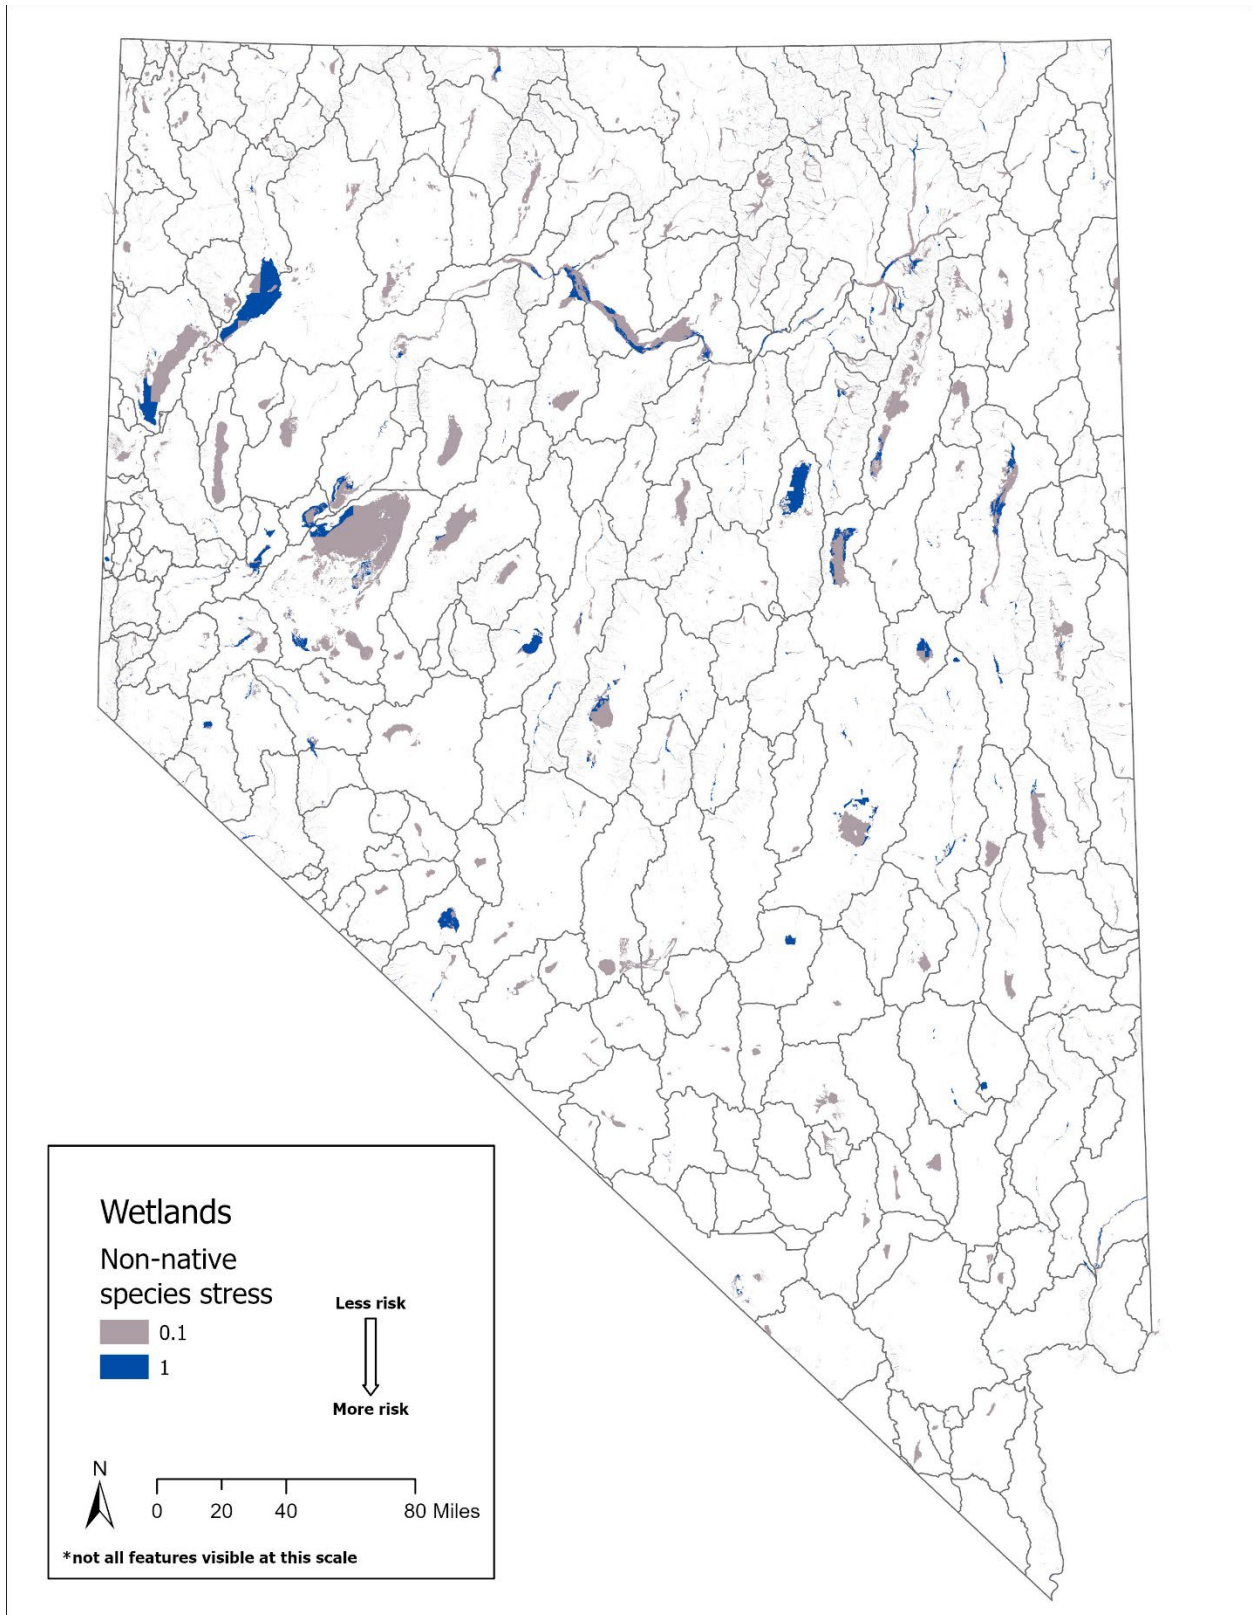 Wetlands
Non-native
species stress
0.1
1
Less risk
More risk
N
0 20 40 80 Miles
*not all features visible at this scale